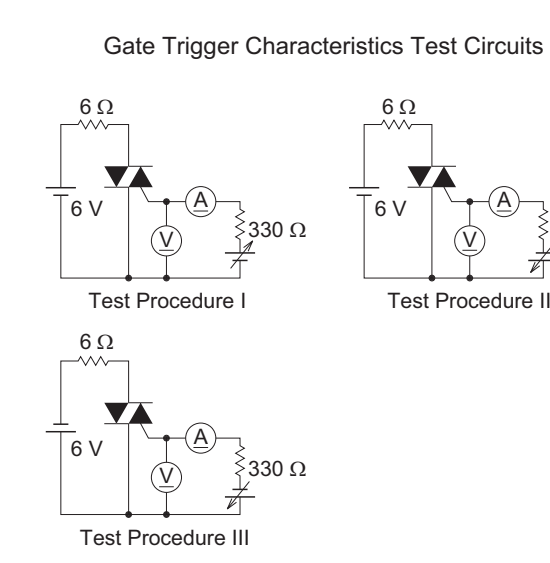 Gate Trigger Characteristics Test Circuits
6 Ω
6 V
A
V
330 Ω
Test Procedure I
6 Ω
6 V
A
V
Test Procedure II
6 Ω
6 V
A
V
330 Ω
Test Procedure III